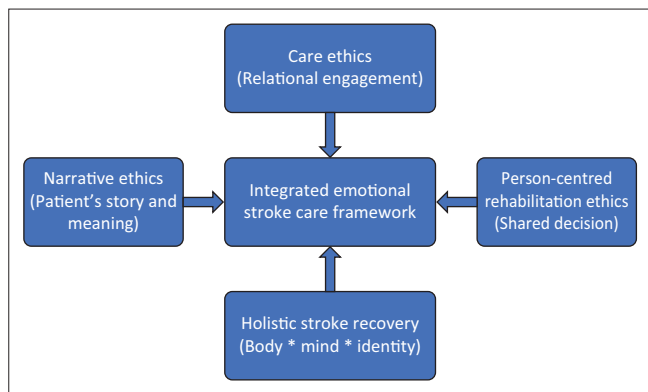 Care ethics
(Relational engagement)
Narrative ethics
(Patient's story and
meaning)
Integrated emotional
stroke care framework
Person-centred
rehabilitation ethics
(Shared decision)
Holistic stroke recovery
(Body * mind * identity)